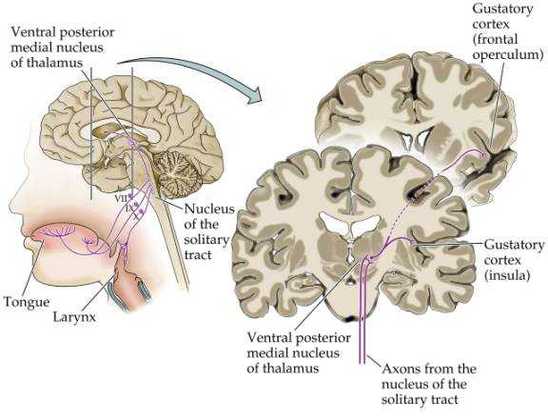 Ventral posterior
medial nucleus
of thalamus
VII
IX
X
Nucleus
of the
solitary
tract
Tongue
Larynx
Gustatory
cortex
(frontal
operculum)
Gustatory
cortex
(insula)
Ventral posterior
medial nucleus
of thalamus
Axons from the
nucleus of the
solitary tract